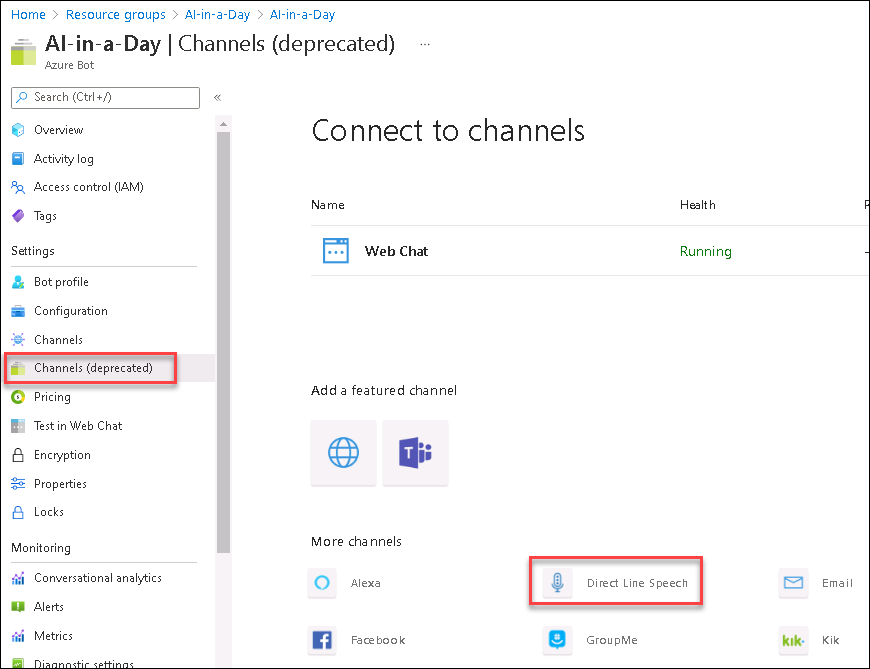 Home > Resource groups > AI-in-a-Day > AI-in-a-Day
AI-in-a-Day | Channels (deprecated) ...
Azure Bot
Search (Ctrl+/) «
Overview
Activity log
Access control (IAM)
Tags
Settings
Bot profile
Configuration
Channels
Channels (deprecated)
Pricing
Test in Web Chat
Encryption
Properties
Locks
Monitoring
Conversational analytics
Alerts
Metrics
Diagnostic settings
Connect to channels
Name Health
Web Chat Running
Add a featured channel
More channels
Alexa Direct Line Speech Email
Facebook GroupMe kik· Kik